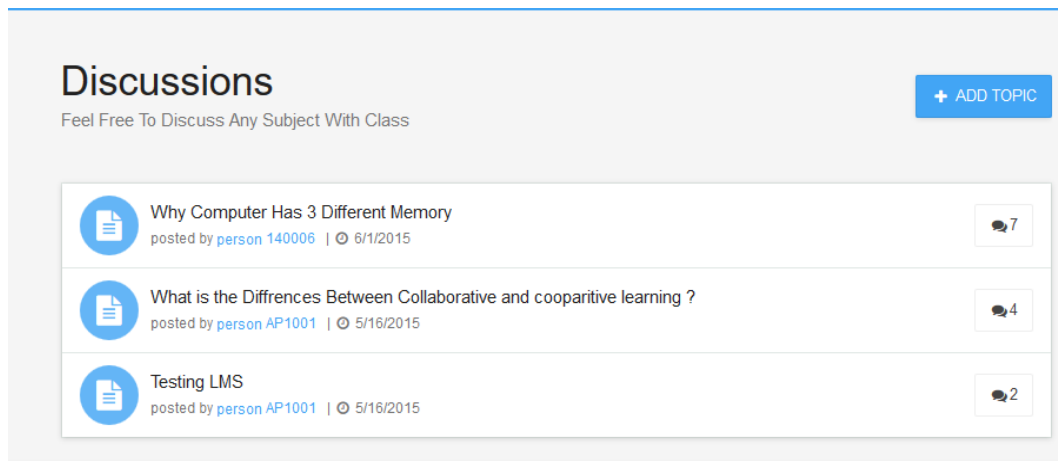 Discussions
Feel Free To Discuss Any Subject With Class
+ ADD TOPIC
Why Computer Has 3 Different Memory
posted by person 140006 | 6/1/2015
7
What is the Diffrences Between Collaborative and cooparitive learning ?
posted by person AP1001 | 5/16/2015
4
Testing LMS
posted by person AP1001 | 5/16/2015
2